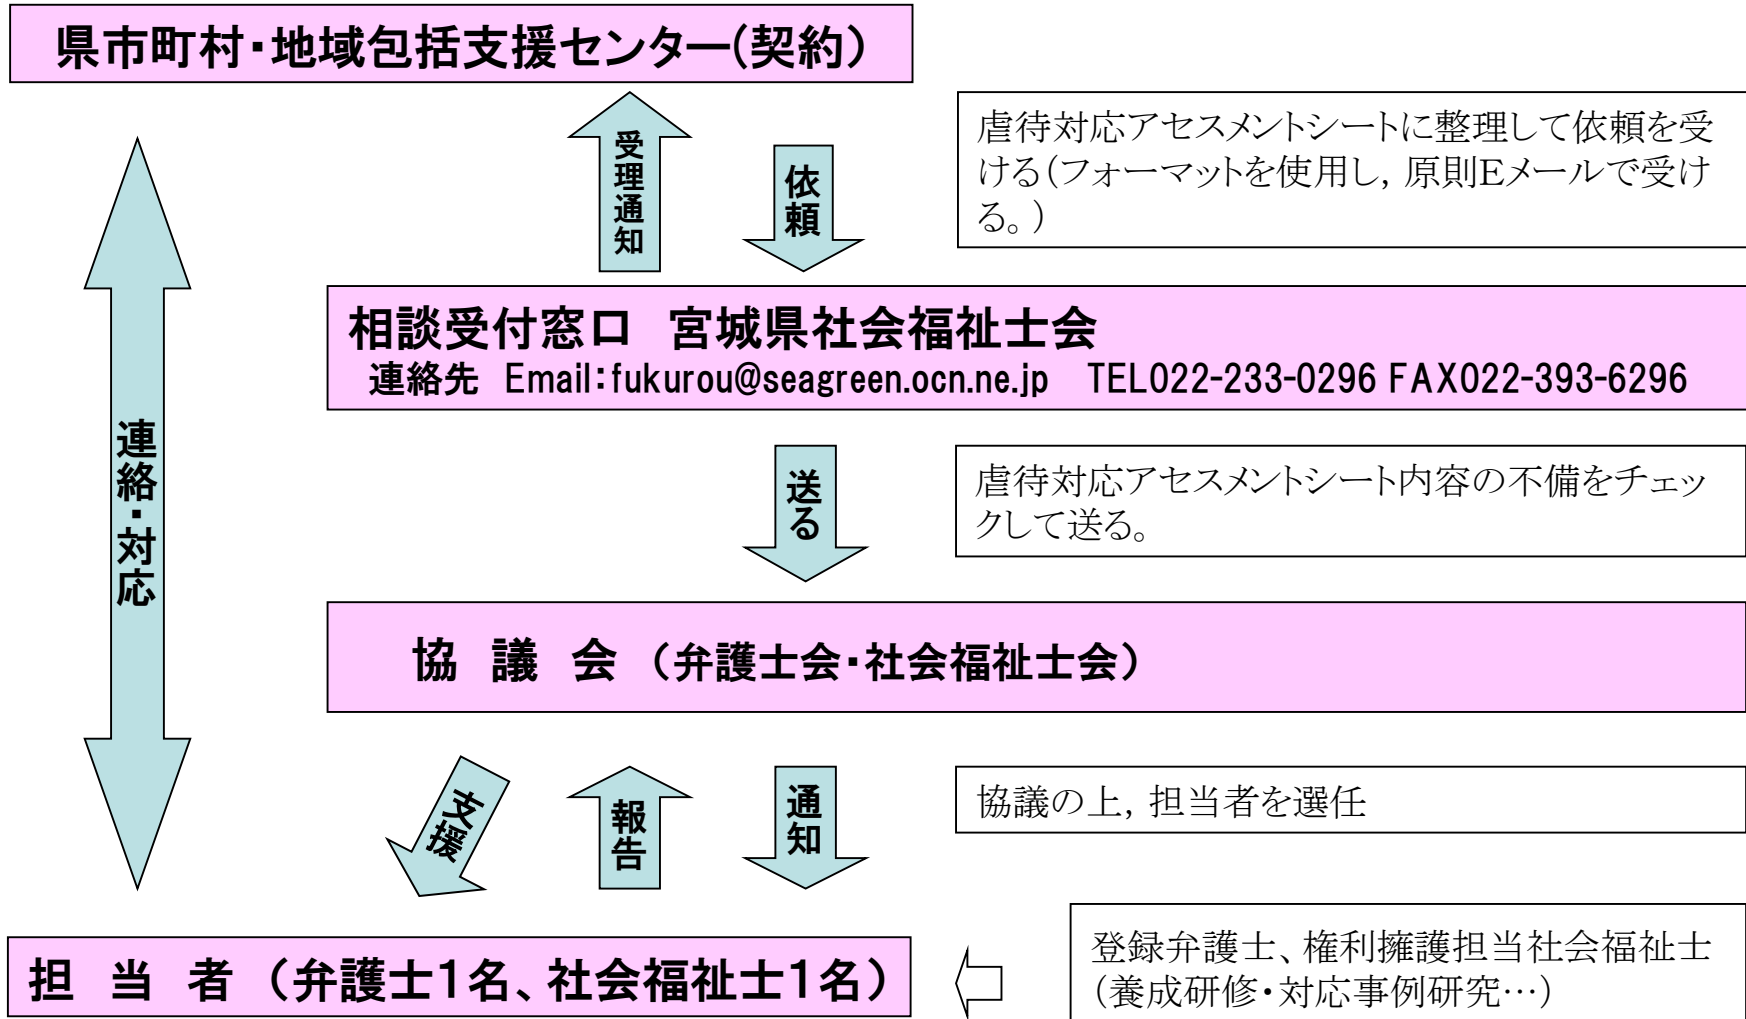 県市町村・地域包括支援センター(契約)
受理通知
依頼
虐待対応アセスメントシートに整理して依頼を受
ける(フォーマットを使用し, 原則Eメールで受け
る。)
相談受付窓口　宮城県社会福祉士会
連絡先　Email:fukurou@seagreen.ocn.ne.jp　TEL022-233-0296 FAX022-393-6296
連絡・対応
送る
虐待対応アセスメントシート内容の不備をチェッ
クして送る。
協　議　会　(弁護士会・社会福祉士会)
支援
報告
通知
協議の上, 担当者を選任
担　当　者　(弁護士1名、社会福祉士1名)
登録弁護士、権利擁護担当社会福祉士
(養成研修・対応事例研究…)